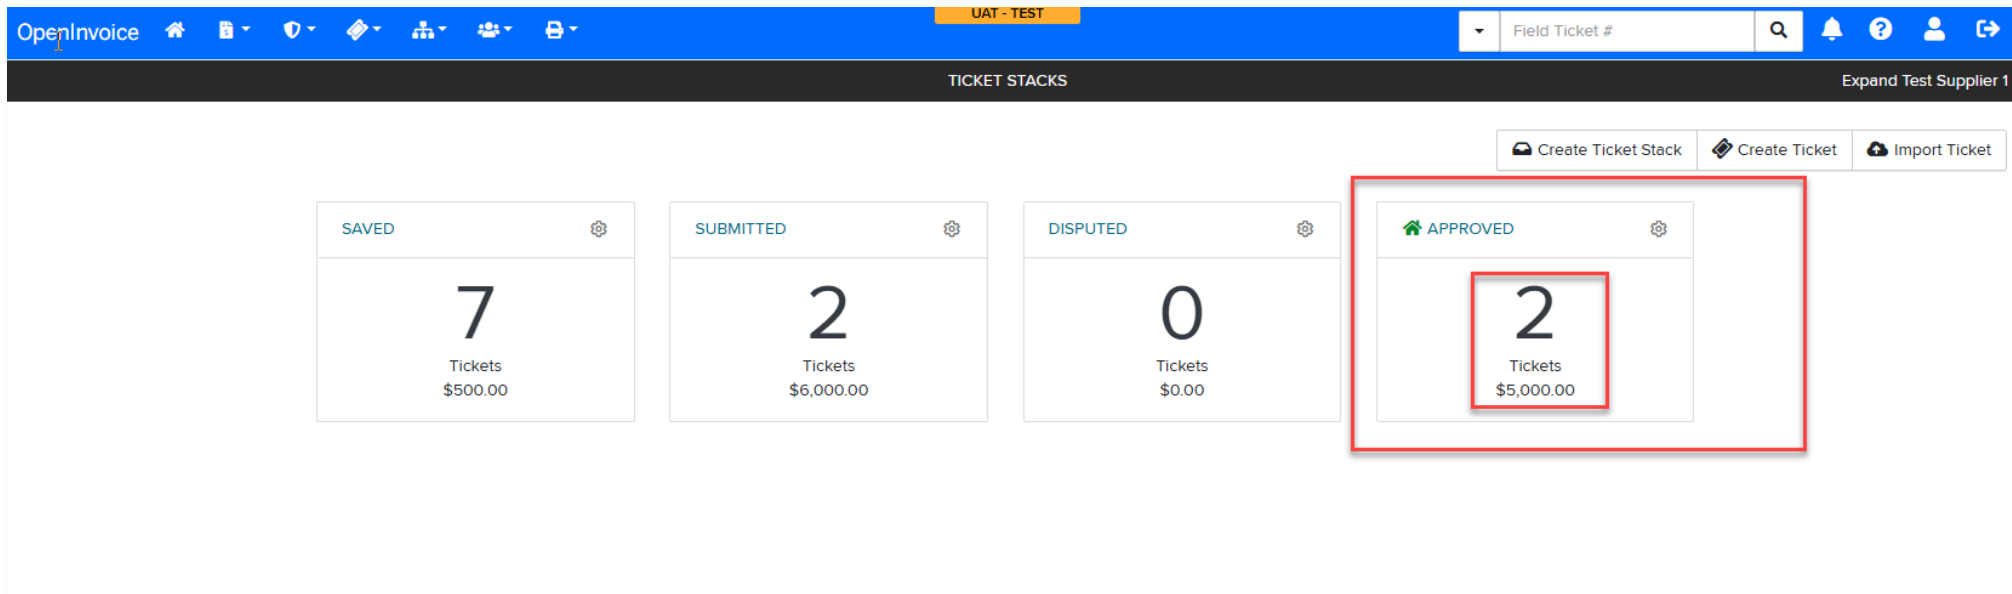 UAT - TEST
OpenInvoice
Field Ticket #
TICKET STACKS
Expand Test Supplier 1
Create Ticket Stack
Create Ticket
Import Ticket
SAVED
7
Tickets
$500.00
SUBMITTED
2
Tickets
$6,000.00
DISPUTED
0
Tickets
$0.00
APPROVED
2
Tickets
$5,000.00